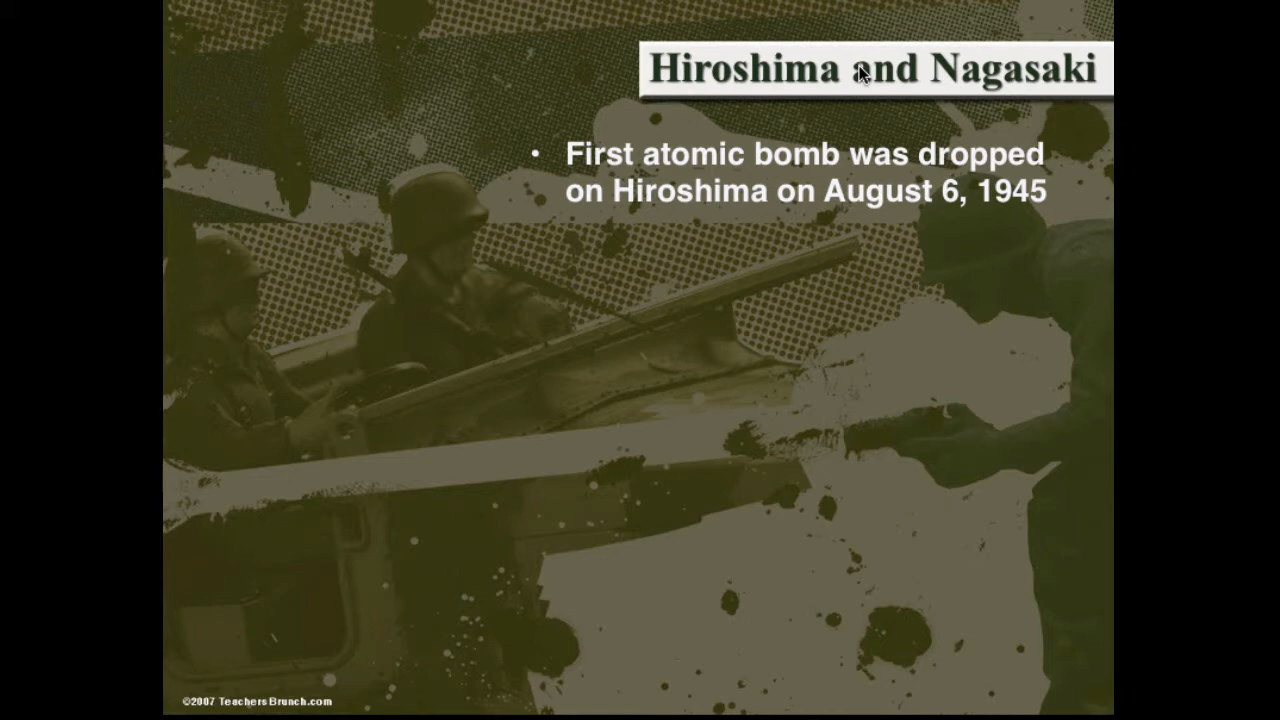 Hiroshima and Nagasaki
• First atomic bomb was dropped
on Hiroshima on August 6, 1945
©2007 TeachersBrunch.com